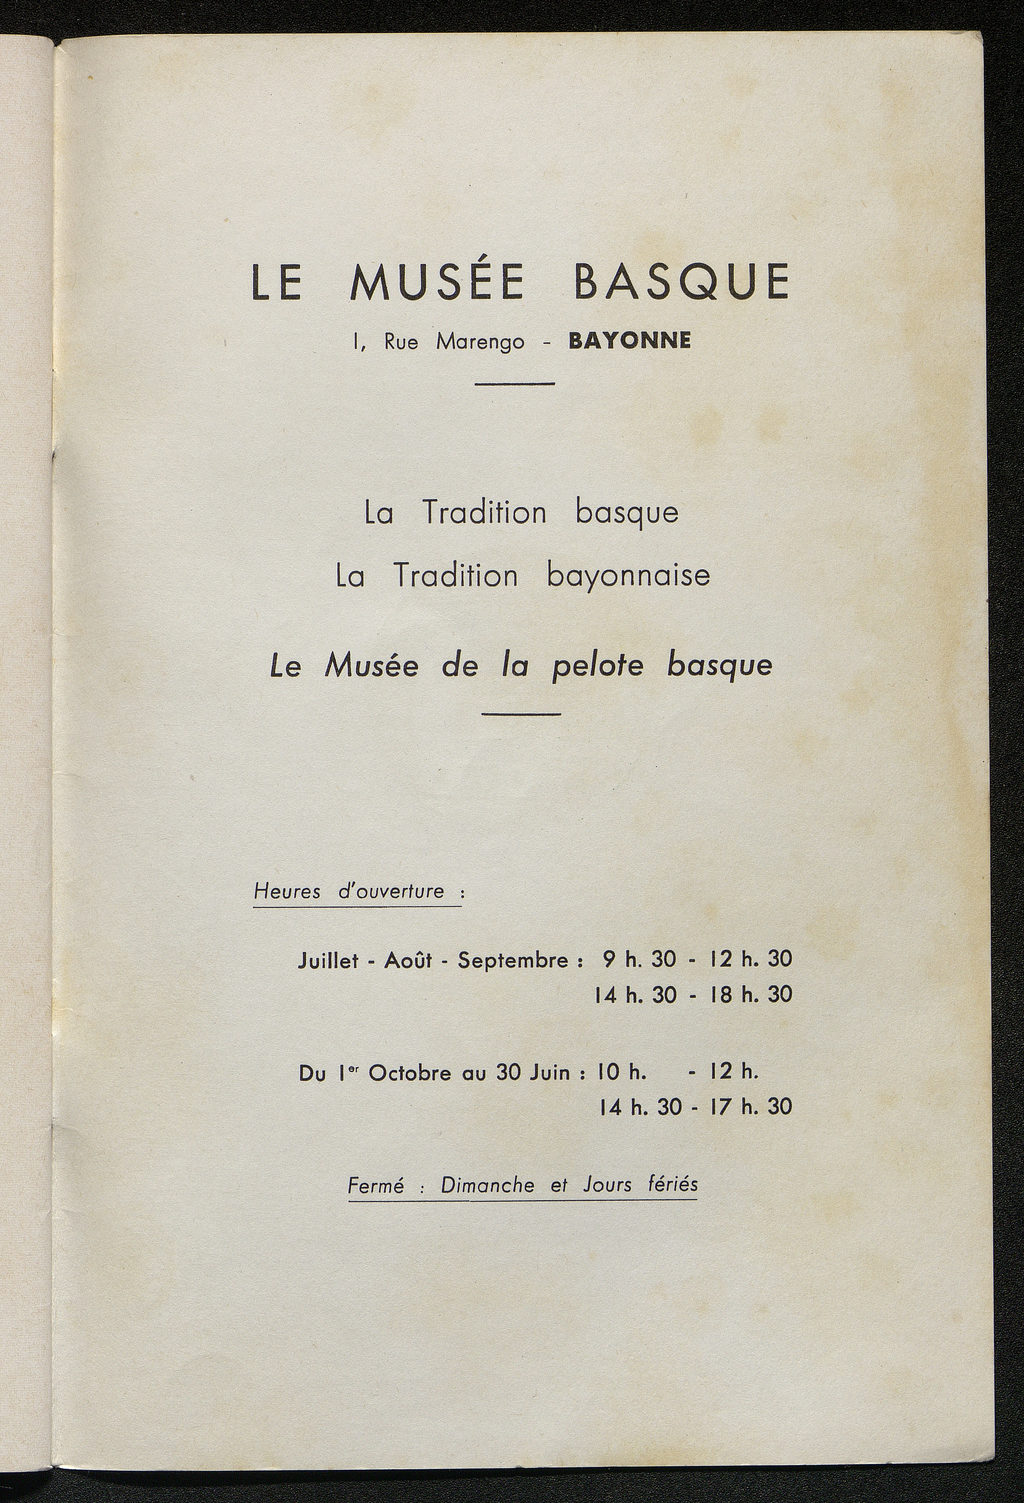 LE MUSÉE BASQUE
1, Rue Marengo - BAYONNE
La Tradition basque
La Tradition bayonnaise
Le Musée de la pelote basque
Heures d'ouverture :
Juillet - Août - Septembre : 9 h. 30 - 12 h. 30
14 h. 30 - 18 h. 30
Du 1er Octobre au 30 Juin : 10 h. - 12 h.
14 h. 30 - 17 h. 30
Fermé : Dimanche et Jours fériés